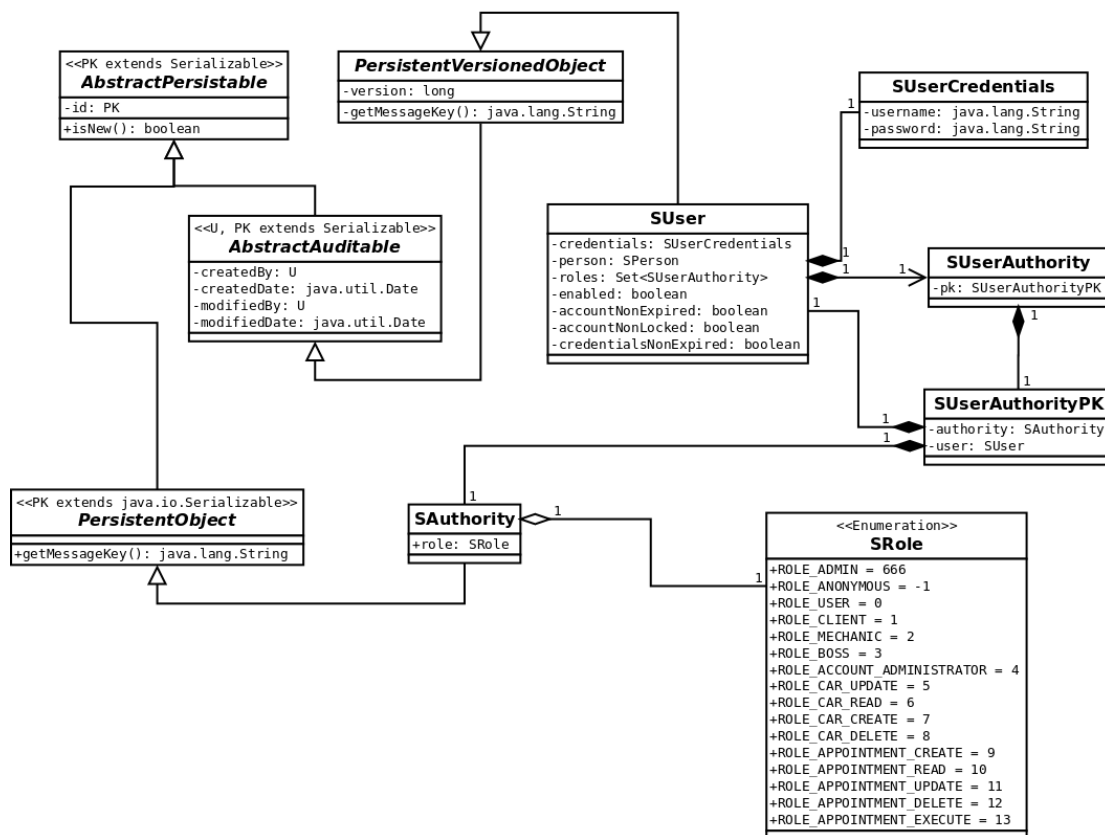 <<PK extends Serializable>>
AbstractPersistable
-id: PK
+isNew(): boolean
PersistentVersionedObject
-version: long
-getMessageKey(): java.lang.String
SUserCredentials
-username: java.lang.String
-password: java.lang.String
1
<<U, PK extends Serializable>>
AbstractAuditable
-createdBy: U
-createdDate: java.util.Date
-modifiedBy: U
-modifiedDate: java.util.Date
SUser
-credentials: SUserCredentials
-person: SPerson
-roles: Set<SUserAuthority>
-enabled: boolean
-accountNonExpired: boolean
-accountNonLocked: boolean
-credentialsNonExpired: boolean
1
1
1
1
SUserAuthority
-pk: SUserAuthorityPK
1
1
SUserAuthorityPK
-authority: SAuthority
-user: SUser
1
1
<<PK extends java.io.Serializable>>
PersistentObject
+getMessageKey(): java.lang.String
1
SAuthority
+role: SRole
1
1
<<Enumeration>>
SRole
+ROLE_ADMIN = 666
+ROLE_ANONYMOUS = -1
+ROLE_USER = 0
+ROLE_CLIENT = 1
+ROLE_MECHANIC = 2
+ROLE_BOSS = 3
+ROLE_ACCOUNT_ADMINISTRATOR = 4
+ROLE_CAR_UPDATE = 5
+ROLE_CAR_READ = 6
+ROLE_CAR_CREATE = 7
+ROLE_CAR_DELETE = 8
+ROLE_APPOINTMENT_CREATE = 9
+ROLE_APPOINTMENT_READ = 10
+ROLE_APPOINTMENT_UPDATE = 11
+ROLE_APPOINTMENT_DELETE = 12
+ROLE_APPOINTMENT_EXECUTE = 13